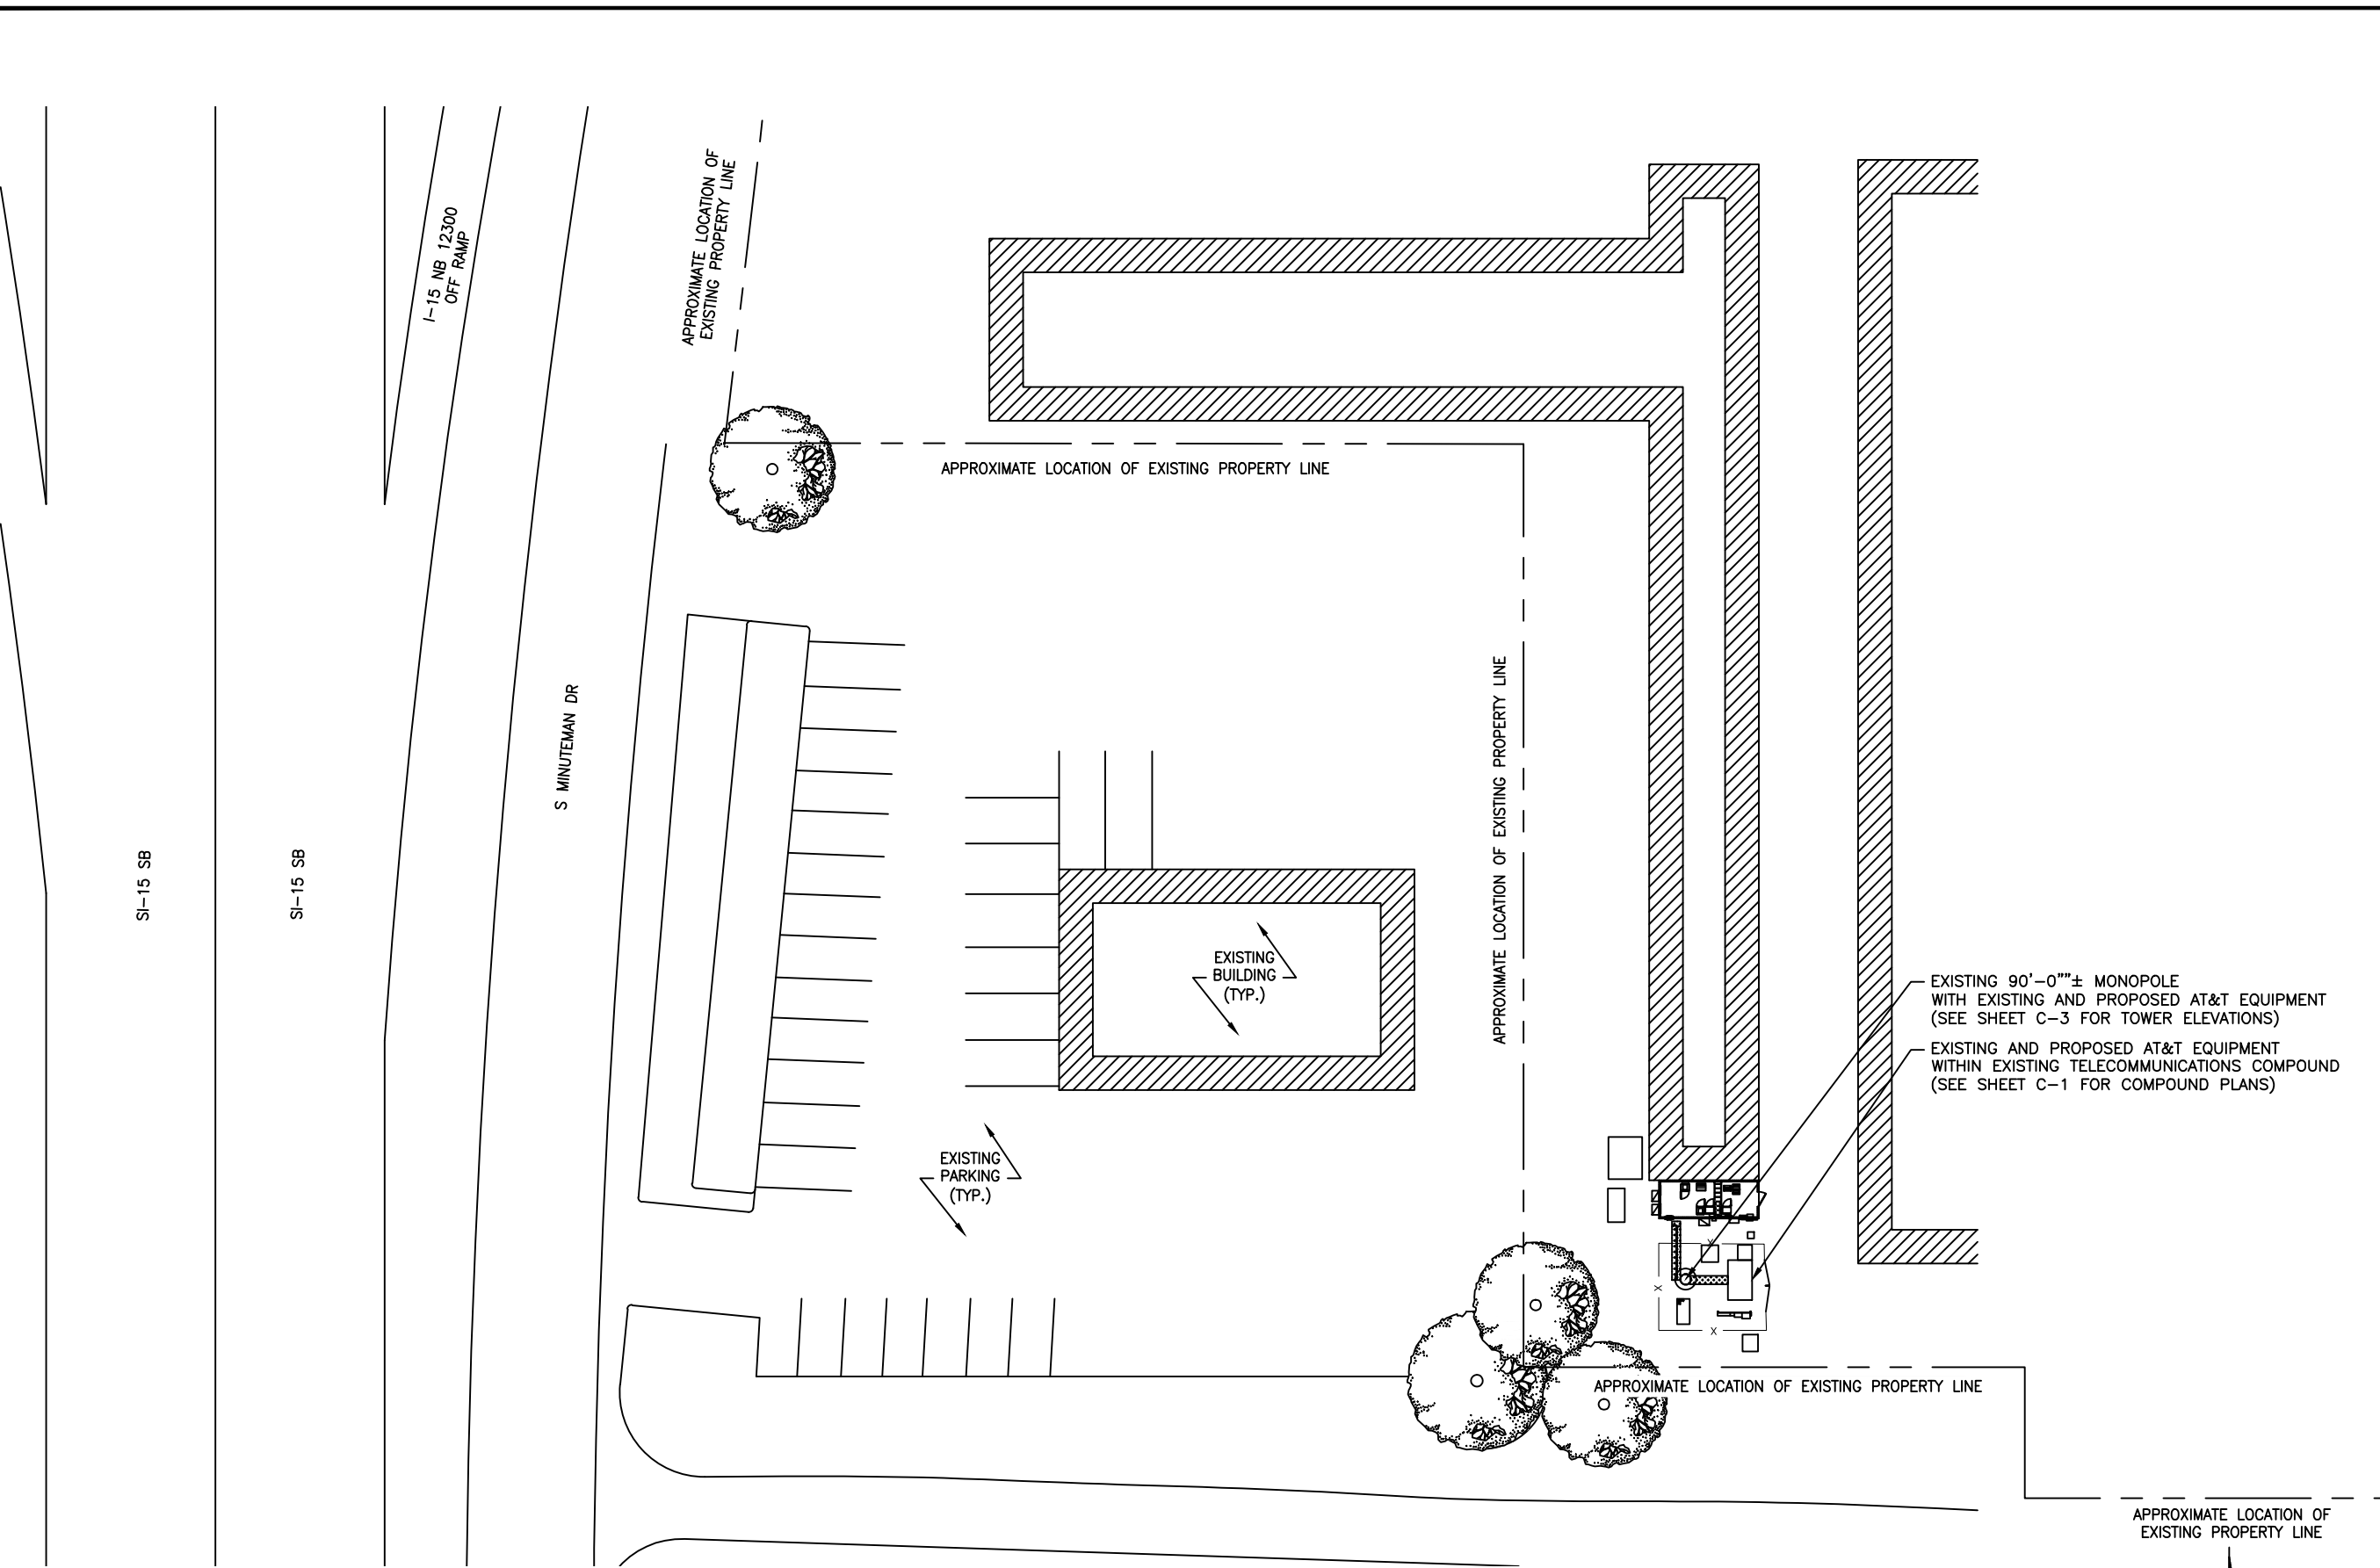 APPROXIMATE LOCATION OF
EXISTING PROPERTY LINE
I-15 NB 12300
OFF RAMP
APPROXIMATE LOCATION OF EXISTING PROPERTY LINE
S MINUTEMAN DR
APPROXIMATE LOCATION OF EXISTING PROPERTY LINE
SI-15 SB
SI-15 SB
EXISTING
BUILDING
(TYP.)
EXISTING 90'-0""± MONOPOLE
WITH EXISTING AND PROPOSED AT&T EQUIPMENT
(SEE SHEET C-3 FOR TOWER ELEVATIONS)
EXISTING AND PROPOSED AT&T EQUIPMENT
WITHIN EXISTING TELECOMMUNICATIONS COMPOUND
(SEE SHEET C-1 FOR COMPOUND PLANS)
EXISTING
PARKING
(TYP.)
X
X
X
APPROXIMATE LOCATION OF EXISTING PROPERTY LINE
APPROXIMATE LOCATION OF
EXISTING PROPERTY LINE